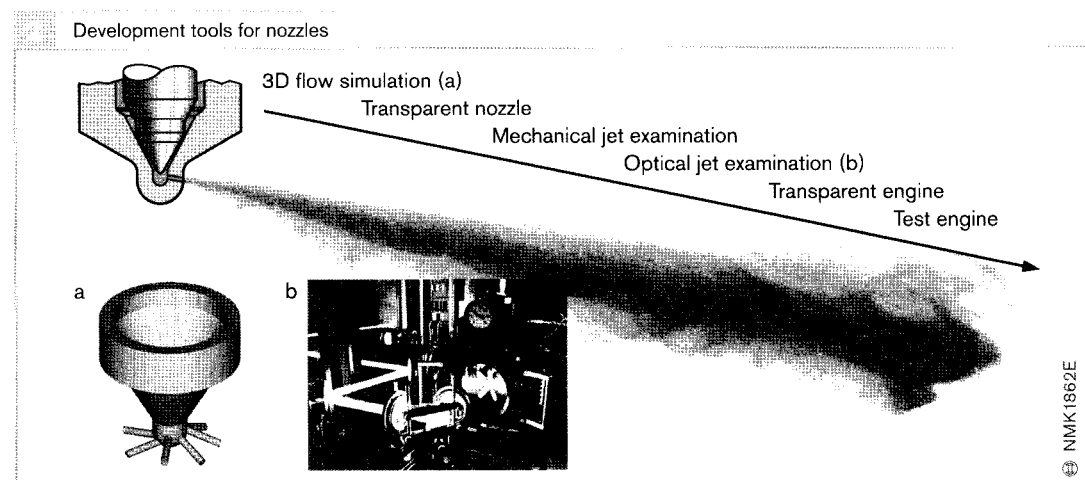 Development tools for nozzles
3D flow simulation (a)
Transparent nozzle
Mechanical jet examination
Optical jet examination (b)
Transparent engine
Test engine
a
b
NMK1862E